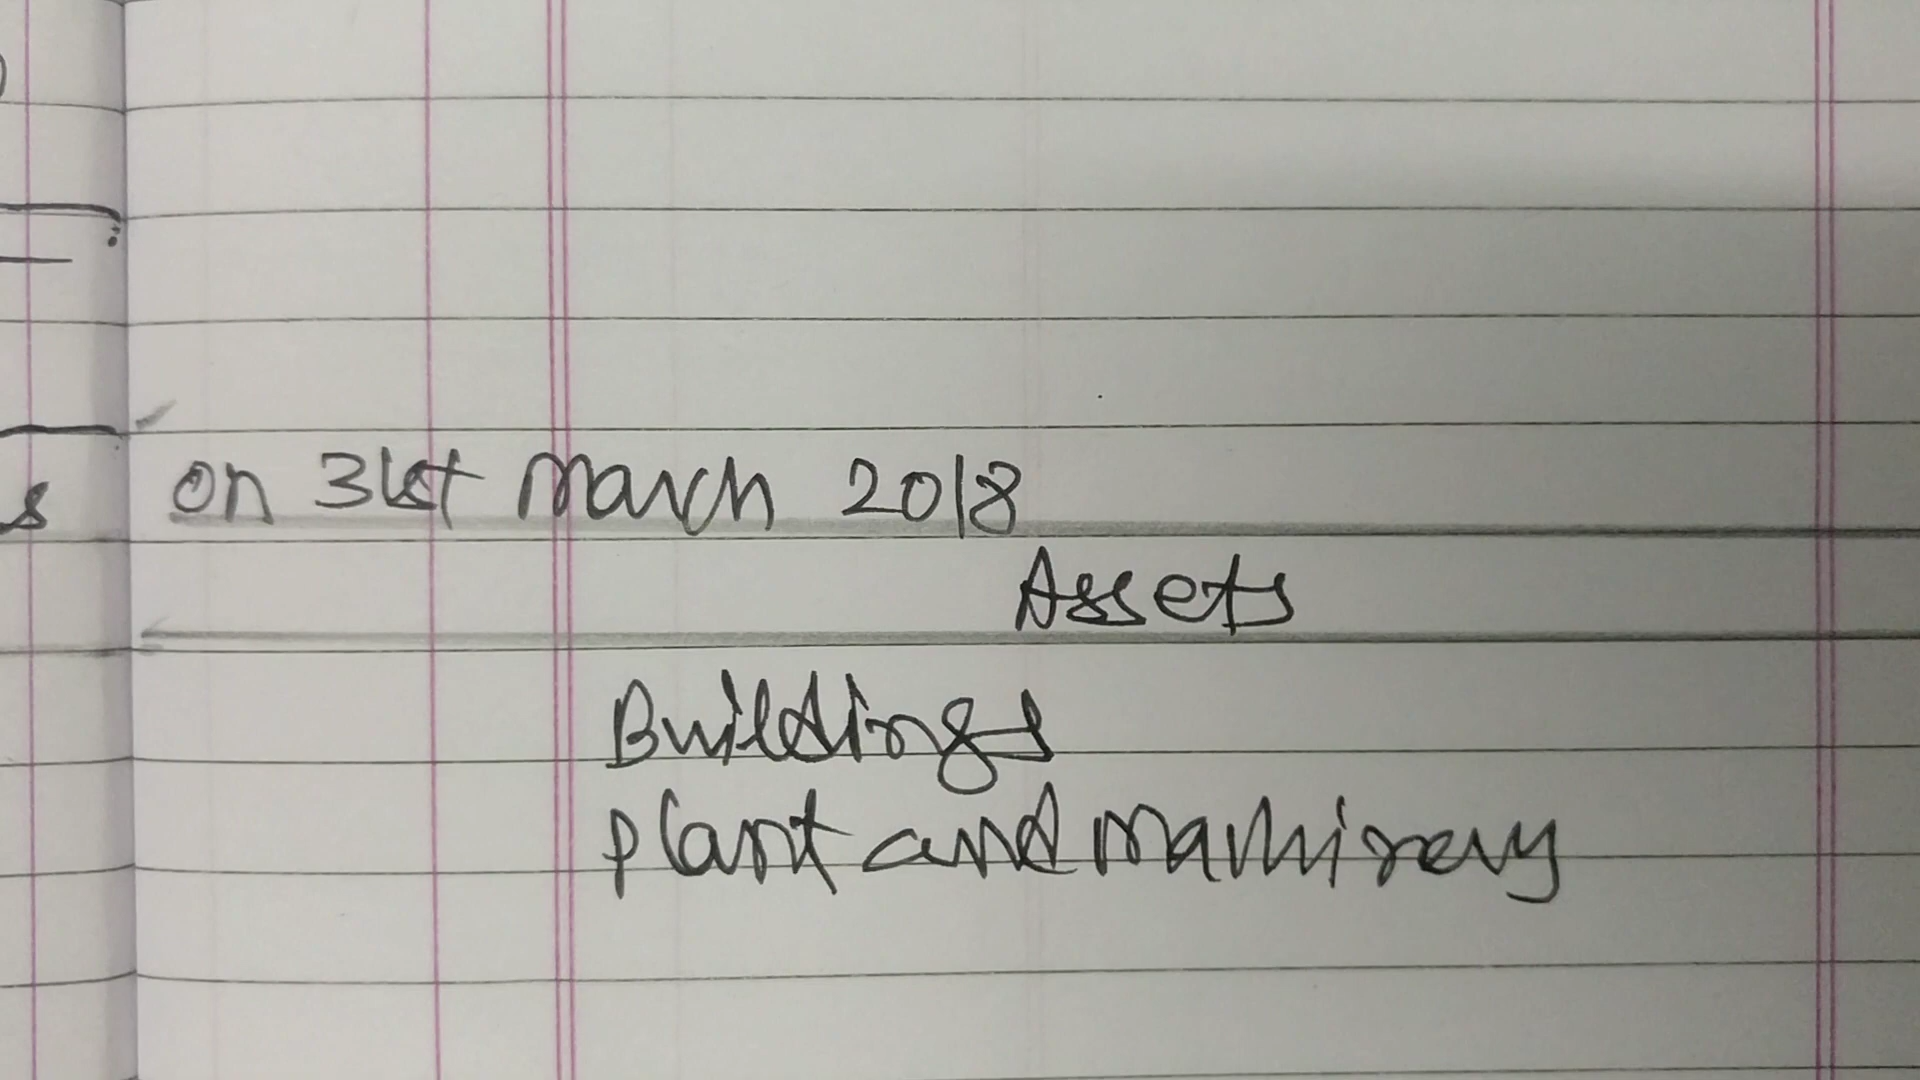 s on 31st March 2018
Assets
Buildings
plant and machinery